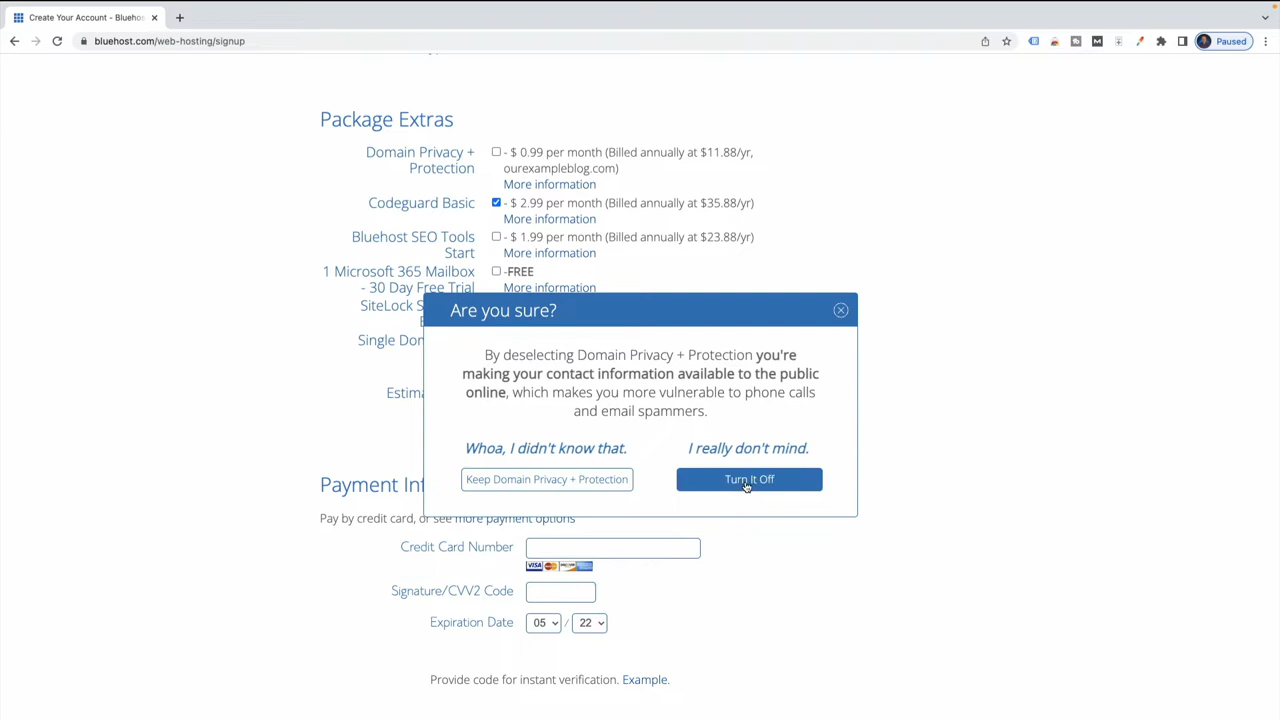 Create Your Account - Blueho
bluehost.com/web-hosting/signup
Paused
Package Extras
Domain Privacy +
Protection
- $ 0.99 per month (Billed annually at $11.88/yr,
ourexampleblog.com)
More information
Codeguard Basic
- $ 2.99 per month (Billed annually at $35.88/yr)
More information
Bluehost SEO Tools
Start
- $ 1.99 per month (Billed annually at $23.88/yr)
More information
1 Microsoft 365 Mailbox
- 30 Day Free Trial
-FREE
More information
SiteLock S
Single Dom
Estima
Are you sure?
By deselecting Domain Privacy + Protection you're
making your contact information available to the public
online, which makes you more vulnerable to phone calls
and email spammers.
Whoa, I didn't know that.
I really don't mind.
Keep Domain Privacy + Protection
Turn It Off
Payment Inf
Pay by credit card, or see more payment options
Credit Card Number
VISA
Signature/CVV2 Code
Expiration Date
05 / 22
Provide code for instant verification. Example.